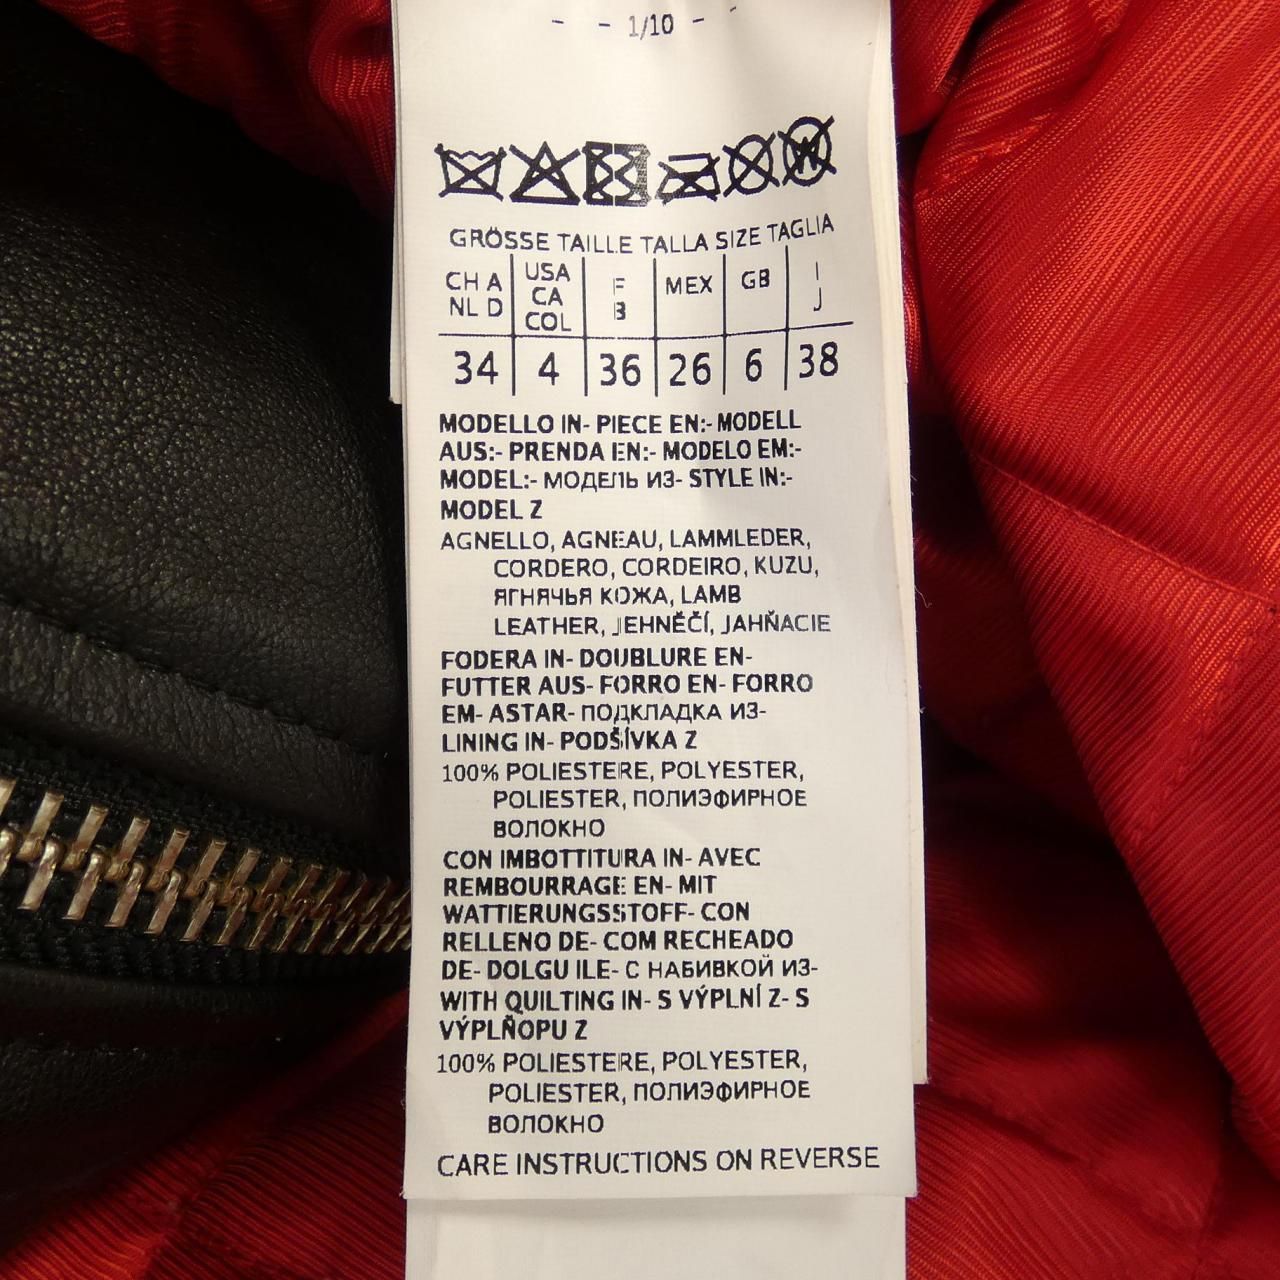 - - 1/10 - -
W
GRÖSSE TAILLE TALLA SIZE TAGLIA
CH A NL D USA CA COL F B MEX GB I J
34 4 36 26 6 38
MODELLO IN- PIECE EN:- MODELL
AUS:- PRENDA EN:- MODELO EM:-
MODEL:- МОДЕЛЬ ИЗ- STYLE IN:-
MODEL Z
AGNELLO, AGNEAU, LAMMLEDER,
CORDERO, CORDEIRO, KUZU,
ЯГНЯЧЬЯ КОЖА, LAMB
LEATHER, JEHNĚČÍ, JAHŇACIE
FODERA IN- DOUBLURE EN-
FUTTER AUS- FORRO EN- FORRO
EM- ASTAR- ПОДКЛАДКА ИЗ-
LINING IN- PODŠÍVKA Z
100% POLIESTERE, POLYESTER,
POLIESTER, ПОЛИЭФИРНОЕ
ВОЛОКНО
CON IMBOTTITURA IN- AVEC
REMBOURRAGE EN- MIT
WATTIERUNGSSTOFF- CON
RELLENO DE- COM RECHEADO
DE- DOLGU ILE- С НАБИВКОЙ ИЗ-
WITH QUILTING IN- S VÝPLNÍ Z- S
VÝPLŇOPU Z
100% POLIESTERE, POLYESTER,
POLIESTER, ПОЛИЭФИРНОЕ
ВОЛОКНО
CARE INSTRUCTIONS ON REVERSE